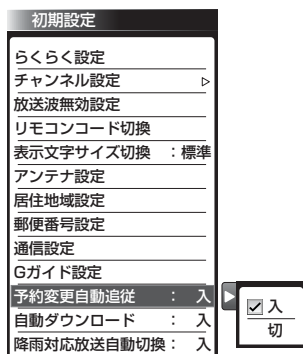 初期設定
らくらく設定
チャンネル設定
放送波無効設定
リモコンコード切換
表示文字サイズ切換 ：標準
アンテナ設定
居住地域設定
郵便番号設定
通信設定
Gガイド設定
予約変更自動追従 ： 入
自動ダウンロード ： 入
降雨対応放送自動切換： 入
入
切